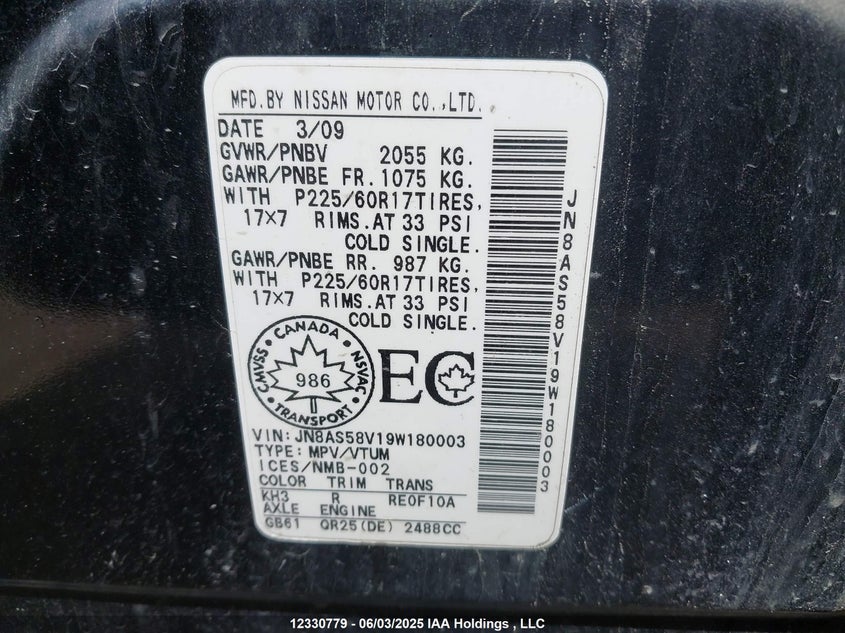 MFD.BY NISSAN MOTOR CO.,LTD.
DATE 3/09
GVWR/PNBV 2055 KG.
GAWR/PNBE FR. 1075 KG.
WITH P225/60R17TIRES,
17×7 RIMS.AT 33 PSI
COLD SINGLE.
GAWR/PNBE RR. 987 KG.
WITH P225/60R17TIRES,
17×7 RIMS.AT 33 PSI
COLD SINGLE.
CANADA
CMVSS 986 NSVAC
TRANSPORT
EC
VIN: JN8AS58V19W180003
TYPE: MPV/VTUM
ICES/NMB-002
COLOR TRIM TRANS
KH3 R RE0F10A
AXLE ENGINE
GB61 QR25(DE) 2488CC
JN8AS58V19W180003
12330779 - 06/03/2025 IAA Holdings , LLC